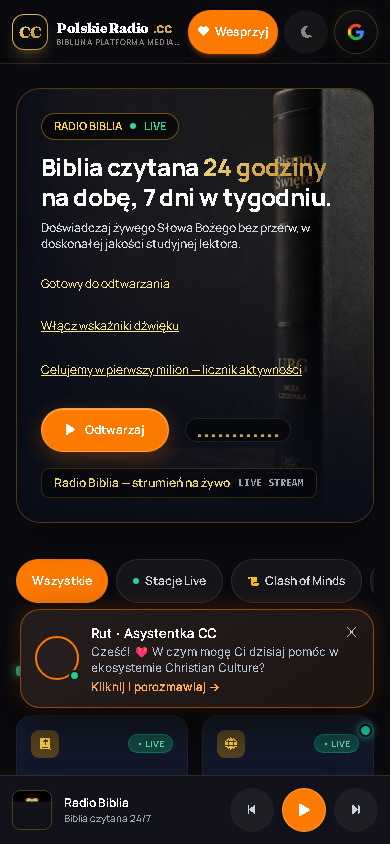 CC
PolskieRadio .CC
BIBLIJNA PLATFORMA MEDIA...
Wesprzyj
RADIO BIBLIA • LIVE
Biblia czytana 24 godziny
na dobę, 7 dni w tygodniu.
Doświadczaj żywego Słowa Bożego bez przerw, w
doskonałej jakości studyjnej lektora.
Gotowy do odtwarzania
Włącz wskaźniki dźwięku
Celujemy w pierwszy milion — licznik aktywności
Odtwarzaj
Radio Biblia — strumień na żywo LIVE STREAM
Pismo
Święte
Wszystkie
Stacje Live
Clash of Minds
Rut · Asystentka CC
Cześć! ❤️ W czym mogę Ci dzisiaj pomóc w
ekosystemie Christian Culture?
Kliknij i porozmawiaj →
• LIVE
• LIVE
Radio Biblia
Biblia czytana 24/7